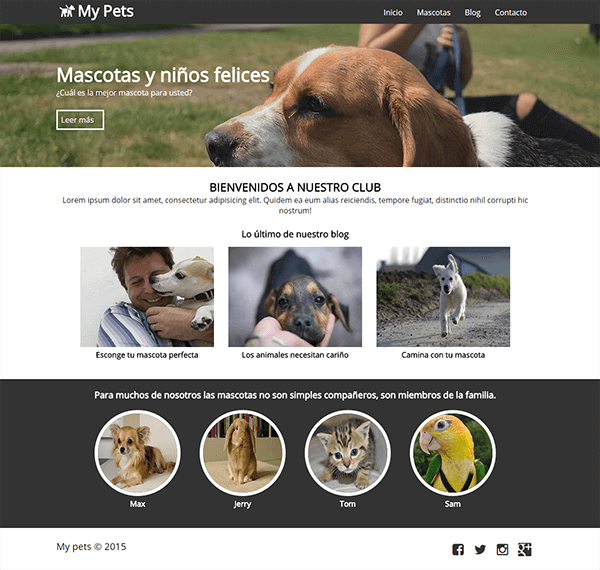 My Pets
Inicio Mascotas Blog Contacto
Mascotas y niños felices
¿Cuál es la mejor mascota para usted?
Leer más
BIENVENIDOS A NUESTRO CLUB
Lorem ipsum dolor sit amet, consectetur adipisicing elit. Quidem ea eum alias reiciendis, tempore fugiat, distinctio nihil corrupti hic
nostrum!
Lo último de nuestro blog
Esconge tu mascota perfecta
Los animales necesitan cariño
Camina con tu mascota
Para muchos de nosotros las mascotas no son simples compañeros, son miembros de la familia.
Max
Jerry
Tom
Sam
My pets © 2015